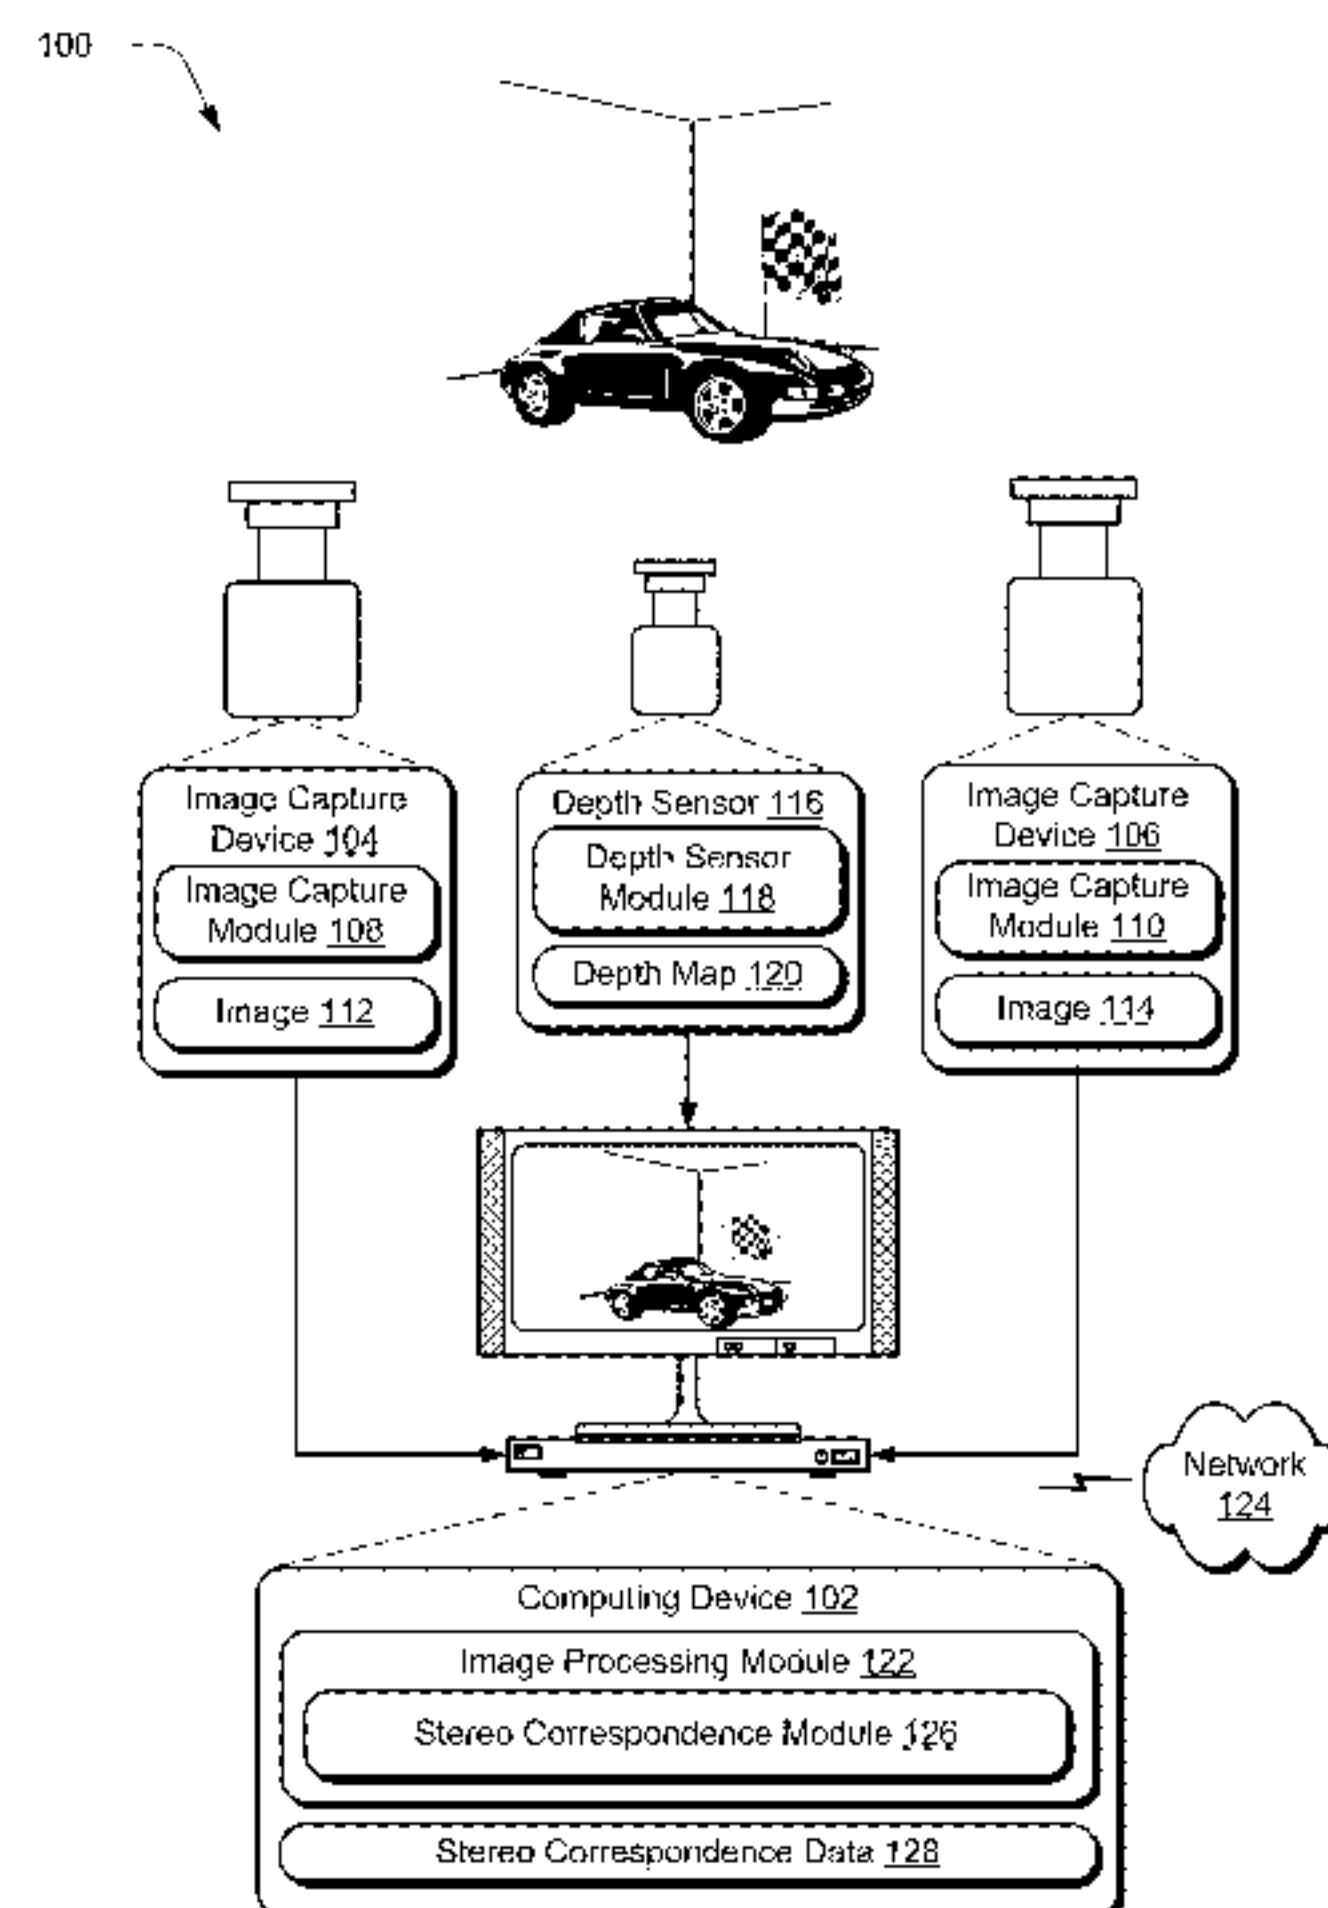 100
Image Capture
Device 104
Image Capture
Module 108
Image 112
Depth Sensor 116
Depth Sensor
Module 118
Depth Map 120
Image Capture
Device 106
Image Capture
Module 110
Image 114
Network
124
Computing Device 102
Image Processing Module 122
Stereo Correspondence Module 126
Stereo Correspondence Data 128